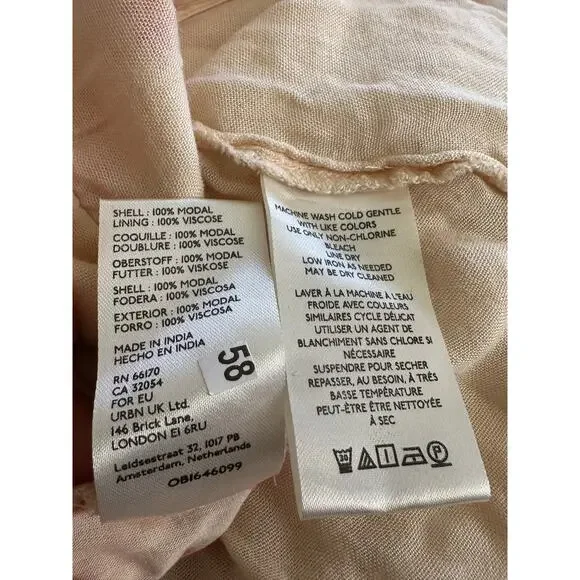 SHELL : 100% MODAL
LINING : 100% VISCOSE
COQUILLE : 100% MODAL
DOUBLURE : 100% VISCOSE
OBERSTOFF : 100% MODAL
FUTTER : 100% VISKOSE
SHELL : 100% MODAL
FODERA : 100% VISCOSA
EXTERIOR : 100% MODAL
FORRO : 100% VISCOSA
MADE IN INDIA
HECHO EN INDIA
RN 66170
CA 32054
FOR EU
URBN UK Ltd.
146 Brick Lane,
LONDON E1 6RU
Leidsestraat 32, 1017 PB
Amsterdam, Netherlands
OB1646099
58
MACHINE WASH COLD GENTLE
WITH LIKE COLORS
USE ONLY NON-CHLORINE
BLEACH
LINE DRY
LOW IRON AS NEEDED
MAY BE DRY CLEANED
LAVER À LA MACHINE À L'EAU
FROIDE AVEC COULEURS
SIMILAIRES CYCLE DÉLICAT
UTILISER UN AGENT DE
BLANCHIMENT SANS CHLORE SI
NÉCESSAIRE
SUSPENDRE POUR SECHER
REPASSER, AU BESOIN, À TRÈS
BASSE TEMPÉRATURE
PEUT-ÊTRE ÊTRE NETTOYÉE
À SEC
30 P